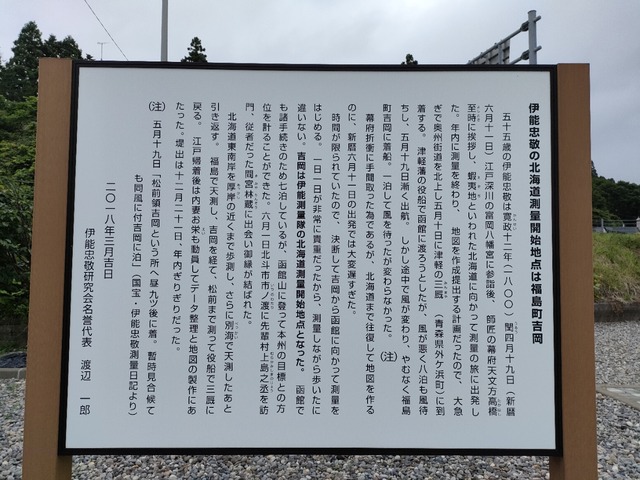 伊能忠敬の北海道測量開始地点は福島町吉岡
五十五歳の伊能忠敬は寛政十二年(一八〇〇)閏四月十九日(新暦
六月十一日)江戸深川の富岡八幡宮に参詣後、師匠の幕府天文方高橋
至時に挨拶し、蝦夷地といわれた北海道に向かって測量の旅に出発し
た。年内に測量を終わり、地図を作成提出する計画だったので、大急
ぎで奥州街道を北上し五月十日に津軽の三厩(青森県外ケ浜町)に到
着する。津軽藩の役船で函館に渡ろうとしたが、風が悪く八泊も風待
ちし、五月十九日漸く出航。しかし途中で風が変わり、やむなく福島
町吉岡に着船。一泊して風を待ったが変わらなかった。(注)
幕府折衝に手間取った為であるが、北海道まで往復して地図を作る
のに、新暦六月十一日の出発では大変遅すぎた。
時間が限られていたので、決断して吉岡から函館に向かって測量を
はじめる。一日一日が非常に貴重だったから、測量しながら歩いたに
違いない。吉岡は伊能測量隊の北海道測量開始地点となった。函館で
も諸手続きのため七泊しているが、函館山に登って本州の目標との方
位を計ることができた。六月一日北斗市市ノ渡に先輩村上島之丞を訪
門、従者だった間宮林蔵に出会い御縁が結ばれた。
北海道東南岸を厚岸の近くまで歩測し、さらに別海で天測したあと
引き返す。福島で天測し、吉岡を経て、松前まで測って役船で三厩に
戻る。江戸帰着後は内妻お栄も動員してデータ整理と地図の製作にあ
たった。提出は十二月二十一日、年内ぎりぎりだった。
(注)五月十九日「松前領吉岡という所へ昼九ツ後に着。暫時見合候て
も同風に付吉岡に泊」(国宝・伊能忠敬測量日記より)
二〇一八年三月吉日
伊能忠敬研究会名誉代表 渡辺 一郎